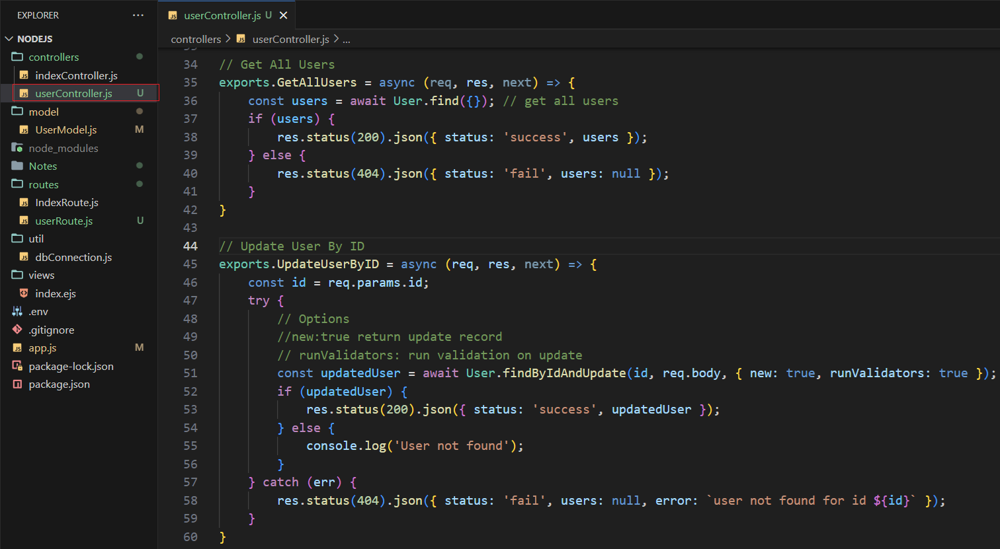 EXPLORER ...
NODEJS
controllers
indexController.js
userController.js U
model
UserModel.js M
node_modules
Notes
routes
IndexRoute.js
userRoute.js U
util
dbConnection.js
views
index.ejs
.env
.gitignore
app.js M
package-lock.json
package.json
userController.js U
controllers > userController.js > ...
34 // Get All Users
35 exports.GetAllUsers = async (req, res, next) => {
36 const users = await User.find({}); // get all users
37 if (users) {
38 res.status(200).json({ status: 'success', users });
39 } else {
40 res.status(404).json({ status: 'fail', users: null });
41 }
42 }
43
44 // Update User By ID
45 exports.UpdateUserByID = async (req, res, next) => {
46 const id = req.params.id;
47 try {
48 // Options
49 //new:true return update record
50 // runValidators: run validation on update
51 const updatedUser = await User.findByIdAndUpdate(id, req.body, { new: true, runValidators: true });
52 if (updatedUser) {
53 res.status(200).json({ status: 'success', updatedUser });
54 } else {
55 console.log('User not found');
56 }
57 } catch (err) {
58 res.status(404).json({ status: 'fail', users: null, error: `user not found for id ${id}` });
59 }
60 }